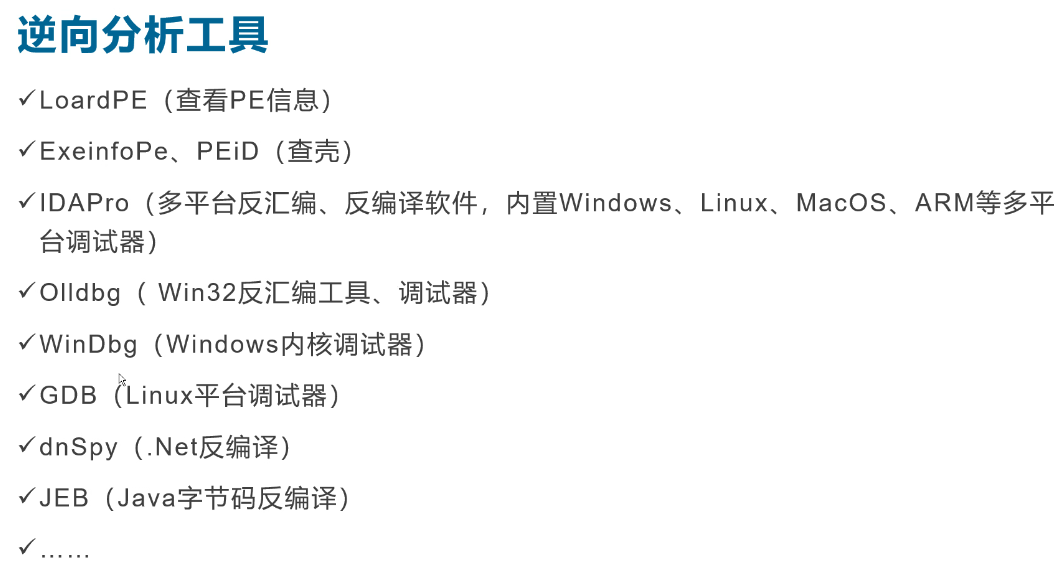 逆向分析工具
✓LoardPE（查看PE信息）
✓ExeinfoPe、PEiD（查壳）
✓IDAPro（多平台反汇编、反编译软件，内置Windows、Linux、MacOS、ARM等多平
台调试器）
✓Olldbg（ Win32反汇编工具、调试器）
✓WinDbg（Windows内核调试器）
✓GDB（Linux平台调试器）
✓dnSpy（.Net反编译）
✓JEB（Java字节码反编译）
✓……